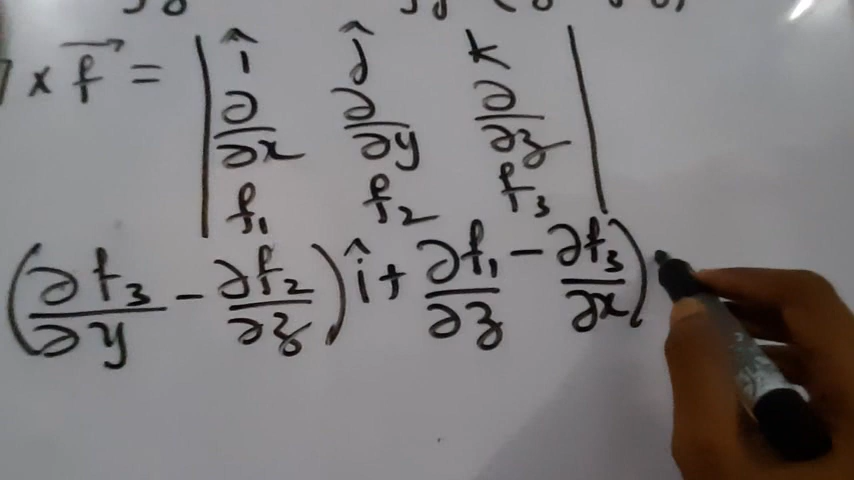 × f⃗ = | î ĵ k |
∂/∂x ∂/∂y ∂/∂z
f₁ f₂ f₃
(∂f₃/∂y − ∂f₂/∂z) î + ∂f₁/∂z − ∂f₃/∂x)